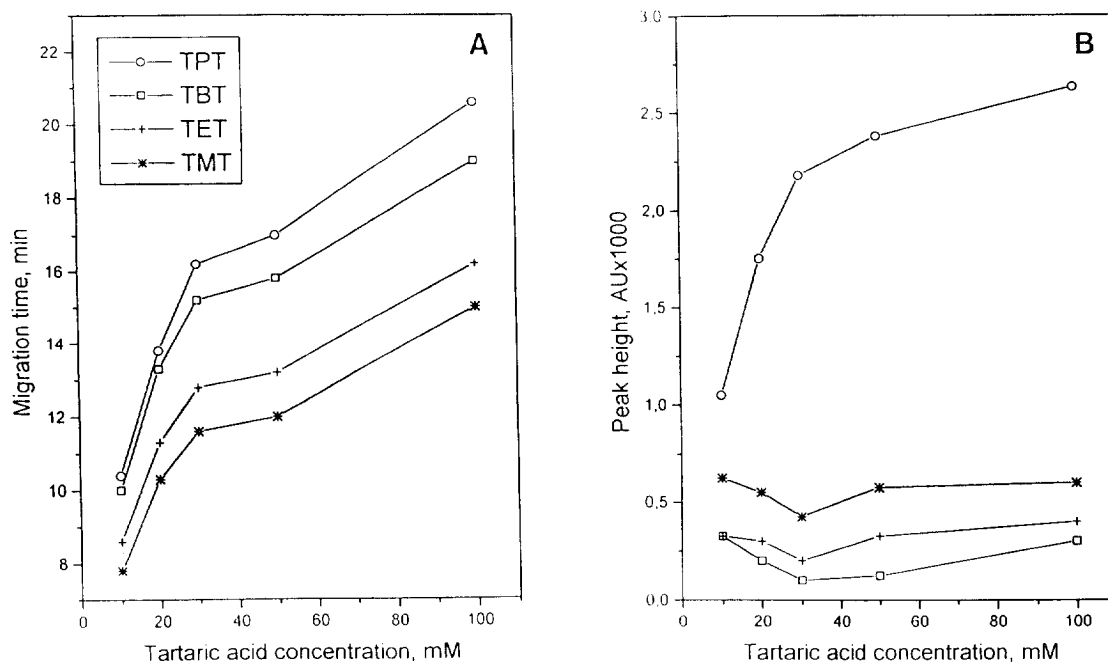 A
TPT
TBT
TET
TMT
22
20
18
16
14
12
10
8
Migration time, min
0
20
40
60
80
100
Tartaric acid concentration, mM
B
3.0
2.5
2.0
1.5
1.0
0.5
0.0
Peak height, AUx1000
0
20
40
60
80
100
Tartaric acid concentration, mM